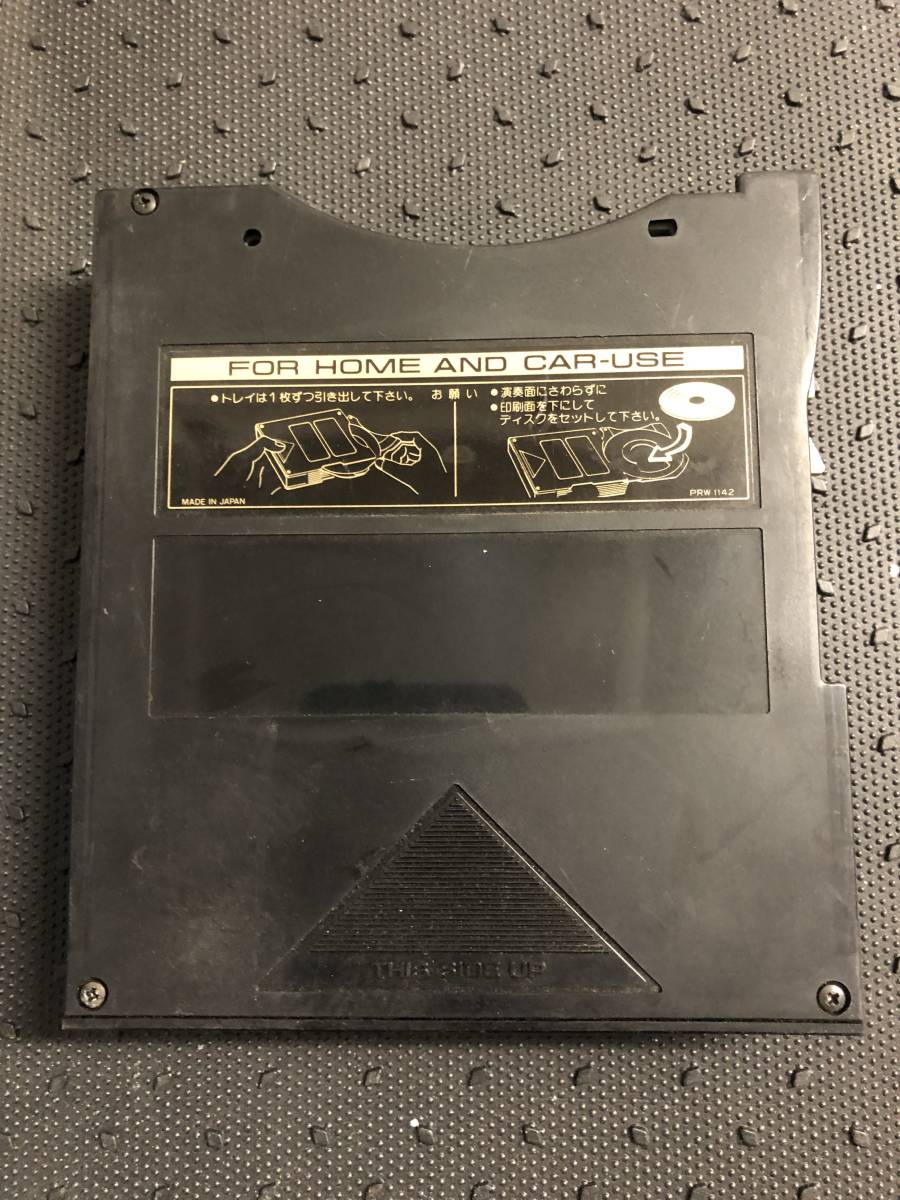 FOR HOME AND CAR-USE
●トレイは1枚ずつ引き出して下さい。
お願い
●演奏面にさわらずに
●印刷面を下にして
ディスクをセットして下さい。
MADE IN JAPAN
PRW 1142
THIS SIDE UP